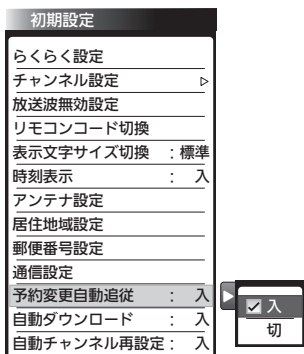 初期設定
らくらく設定
チャンネル設定
放送波無効設定
リモコンコード切換
表示文字サイズ切換 : 標準
時刻表示 : 入
アンテナ設定
居住地域設定
郵便番号設定
通信設定
予約変更自動追従 : 入
自動ダウンロード : 入
自動チャンネル再設定 : 入
入
切